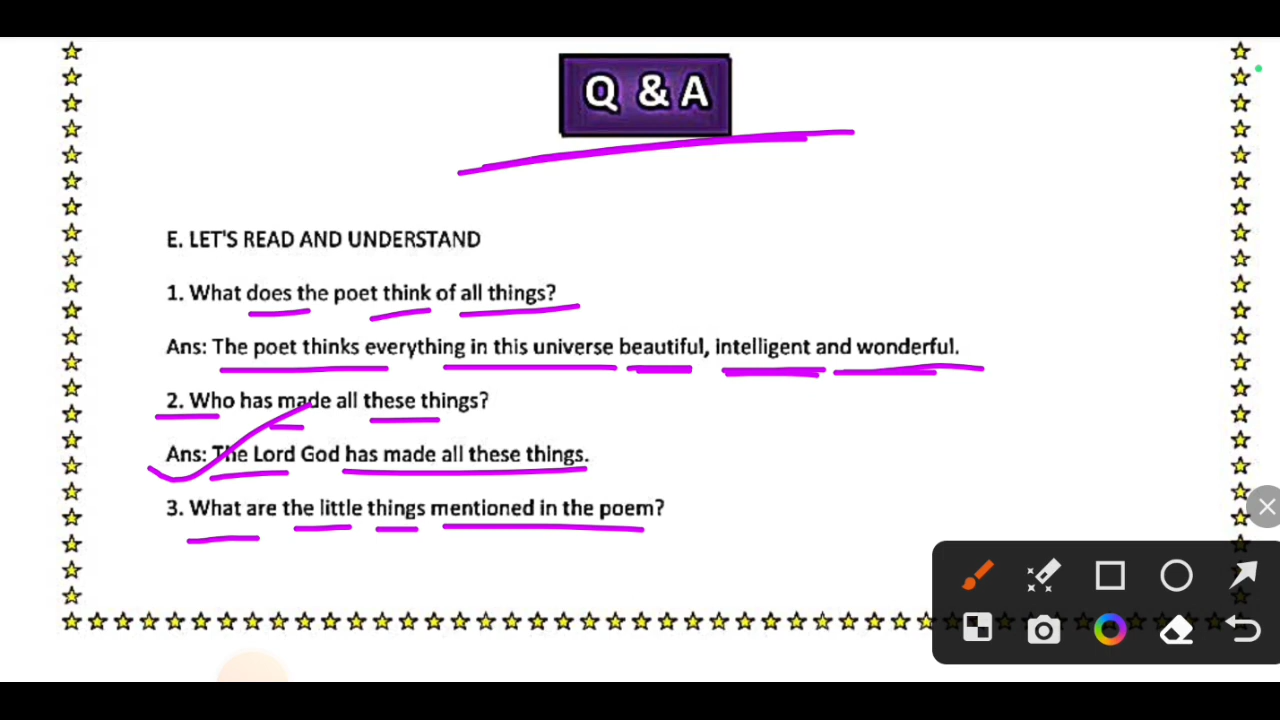 Q & A
E. LET'S READ AND UNDERSTAND
1. What does the poet think of all things?
Ans: The poet thinks everything in this universe beautiful, intelligent and wonderful.
2. Who has made all these things?
Ans: The Lord God has made all these things.
3. What are the little things mentioned in the poem?